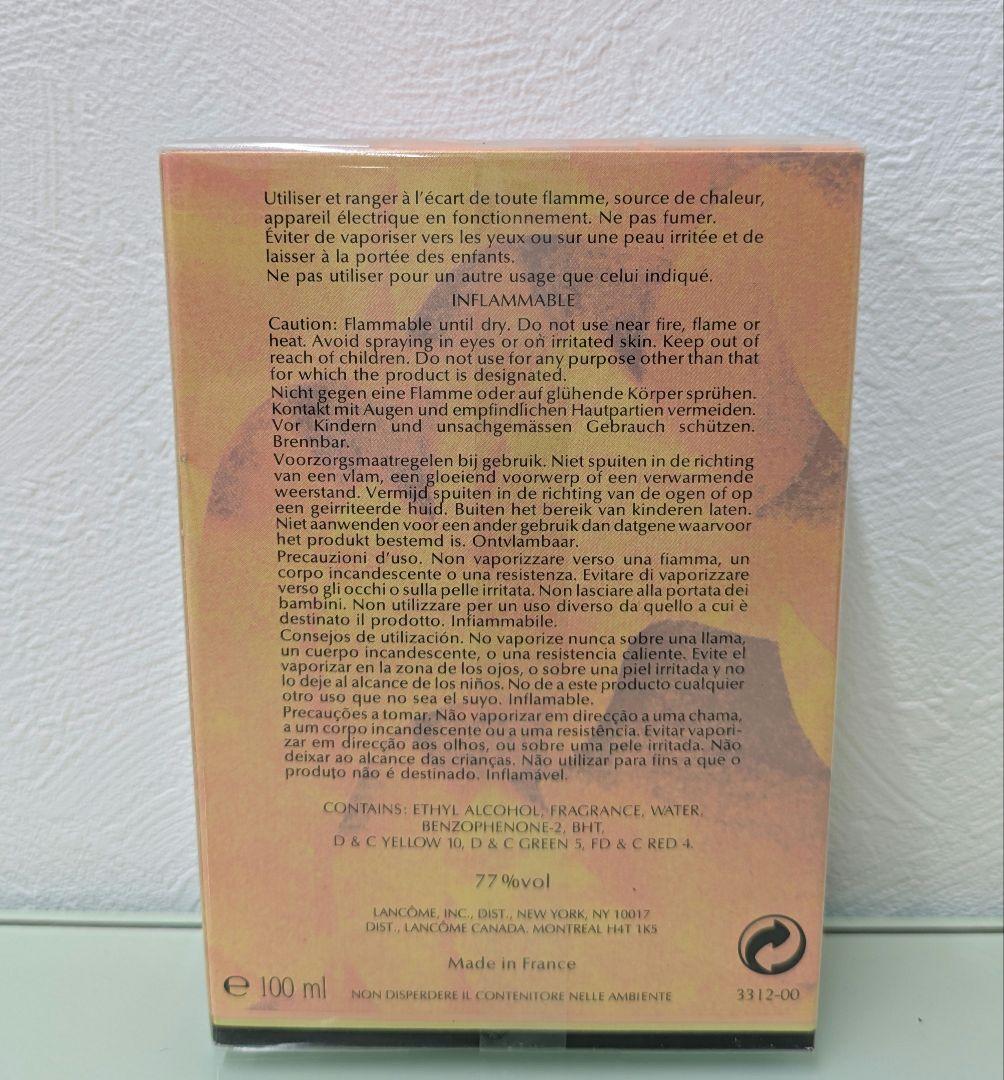 Utiliser et ranger à l'écart de toute flamme, source de chaleur,
appareil électrique en fonctionnement. Ne pas fumer.
Éviter de vaporiser vers les yeux ou sur une peau irritée et de
laisser à la portée des enfants.
Ne pas utiliser pour un autre usage que celui indiqué.
INFLAMMABLE
Caution: Flammable until dry. Do not use near fire, flame or
heat. Avoid spraying in eyes or on irritated skin. Keep out of
reach of children. Do not use for any purpose other than that
for which the product is designated.
Nicht gegen eine Flamme oder auf glühende Körper sprühen.
Kontakt mit Augen und empfindlichen Hautpartien vermeiden.
Vor Kindern und unsachgemässen Gebrauch schützen.
Brennbar.
Voorzorgsmaatregelen bij gebruik. Niet spuiten in de richting
van een vlam, een gloeiend voorwerp of een verwarmende
weerstand. Vermijd spuiten in de richting van de ogen of op
een geirriteerde huid. Buiten het bereik van kinderen laten.
Niet aanwenden voor een ander gebruik dan datgene waarvoor
het produkt bestemd is. Ontvlambaar.
Precauzioni d'uso. Non vaporizzare verso una fiamma, un
corpo incandescente o una resistenza. Evitare di vaporizzare
verso gli occhi o sulla pelle irritata. Non lasciare alla portata dei
bambini. Non utilizzare per un uso diverso da quello a cui è
destinato il prodotto. Infiammabile.
Consejos de utilización. No vaporize nunca sobre una llama,
un cuerpo incandescente, o una resistencia caliente. Evite el
vaporizar en la zona de los ojos, o sobre una piel irritada y no
lo deje al alcance de los niños. No de a este producto cualquier
otro uso que no sea el suyo. Inflamable.
Precauções a tomar. Não vaporizar em direcção a uma chama,
a um corpo incandescente ou a uma resistência. Evitar vapori-
zar em direcção aos olhos, ou sobre uma pele irritada. Não
deixar ao alcance das crianças. Não utilizar para fins a que o
produto não é destinado. Inflamável.
CONTAINS: ETHYL ALCOHOL, FRAGRANCE, WATER,
BENZOPHENONE-2, BHT,
D & C YELLOW 10, D & C GREEN 5, FD & C RED 4.
77%vol
LANCÔME, INC., DIST., NEW YORK, NY 10017
DIST., LANCÔME CANADA. MONTREAL H4T 1K5
Made in France
e 100 ml
NON DISPERDERE IL CONTENITORE NELLE AMBIENTE
3312-00